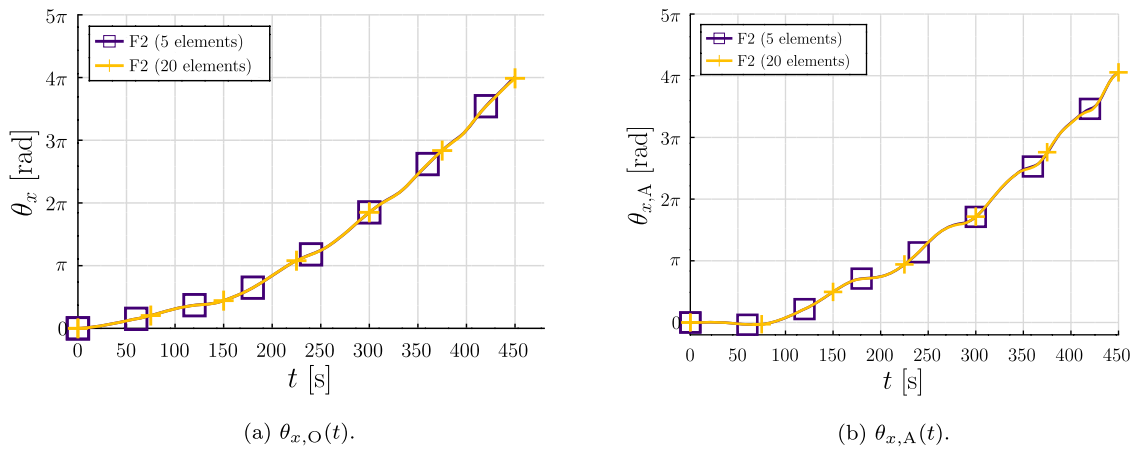 5π
4π
3π
2π
π
0
θx [rad]
F2 (5 elements)
F2 (20 elements)
0 50 100 150 200 250 300 350 400 450
t [s]
(a) θx,O(t).
5π
4π
3π
2π
π
0
θx,A [rad]
F2 (5 elements)
F2 (20 elements)
0 50 100 150 200 250 300 350 400 450
t [s]
(b) θx,A(t).